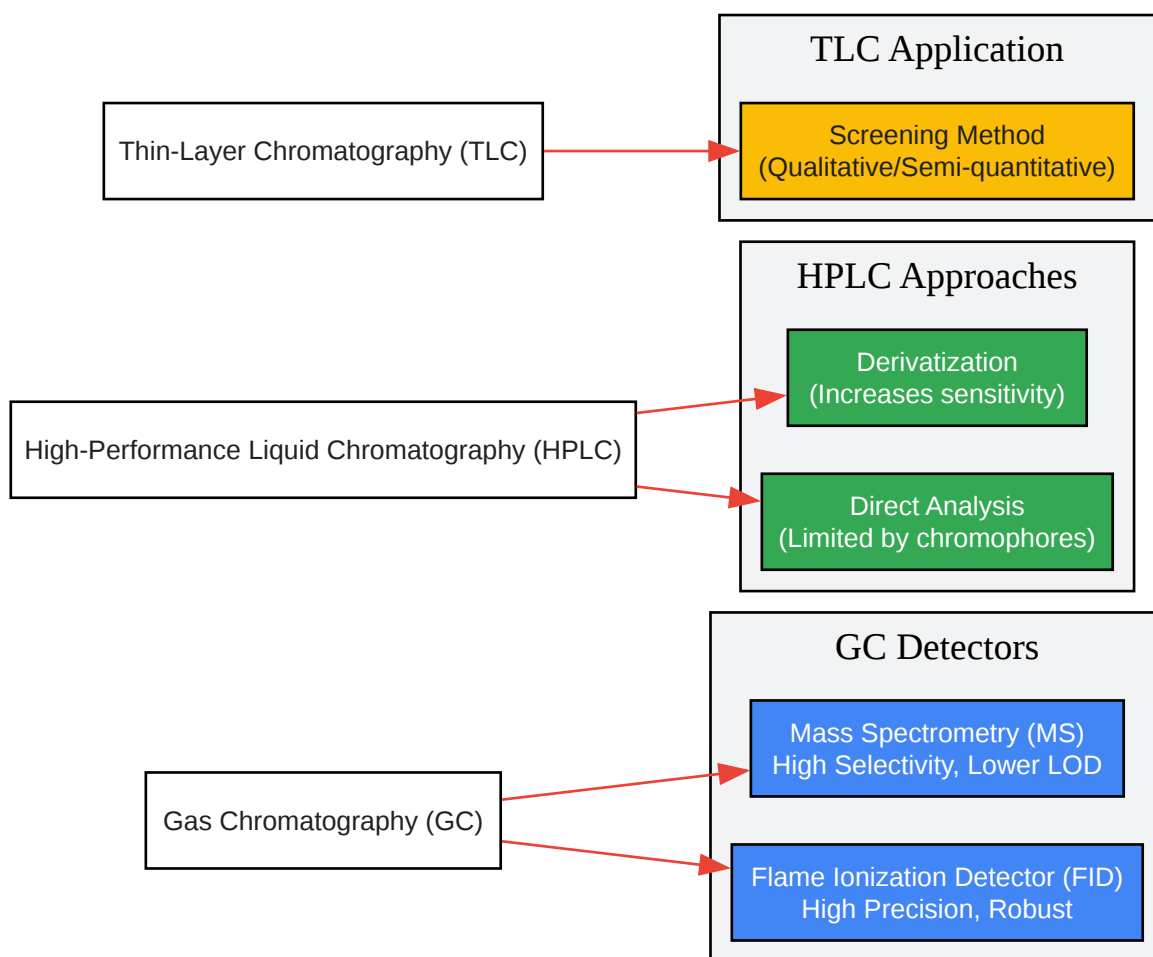 TLC Application
Thin-Layer Chromatography (TLC)
Screening Method
(Qualitative/Semi-quantitative)
HPLC Approaches
High-Performance Liquid Chromatography (HPLC)
Derivatization
(Increases sensitivity)
Direct Analysis
(Limited by chromophores)
GC Detectors
Gas Chromatography (GC)
Mass Spectrometry (MS)
High Selectivity, Lower LOD
Flame Ionization Detector (FID)
High Precision, Robust